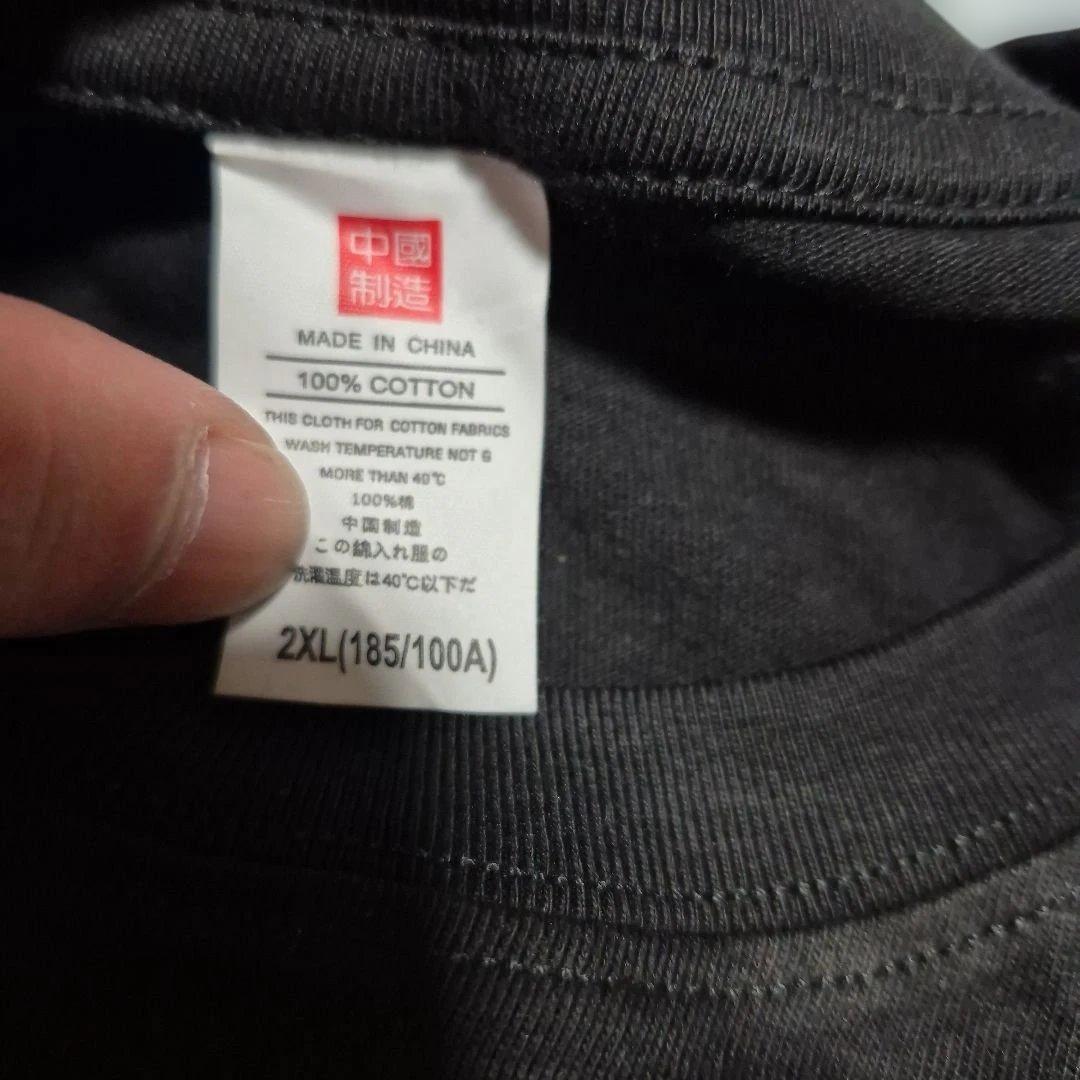 中國
制造
MADE IN CHINA
100% COTTON
THIS CLOTH FOR COTTON FABRICS
WASH TEMPERATURE NOT G
MORE THAN 40℃
100%棉
中国制造
この綿入れ服の
洗濯温度は40℃以下だ
2XL(185/100A)